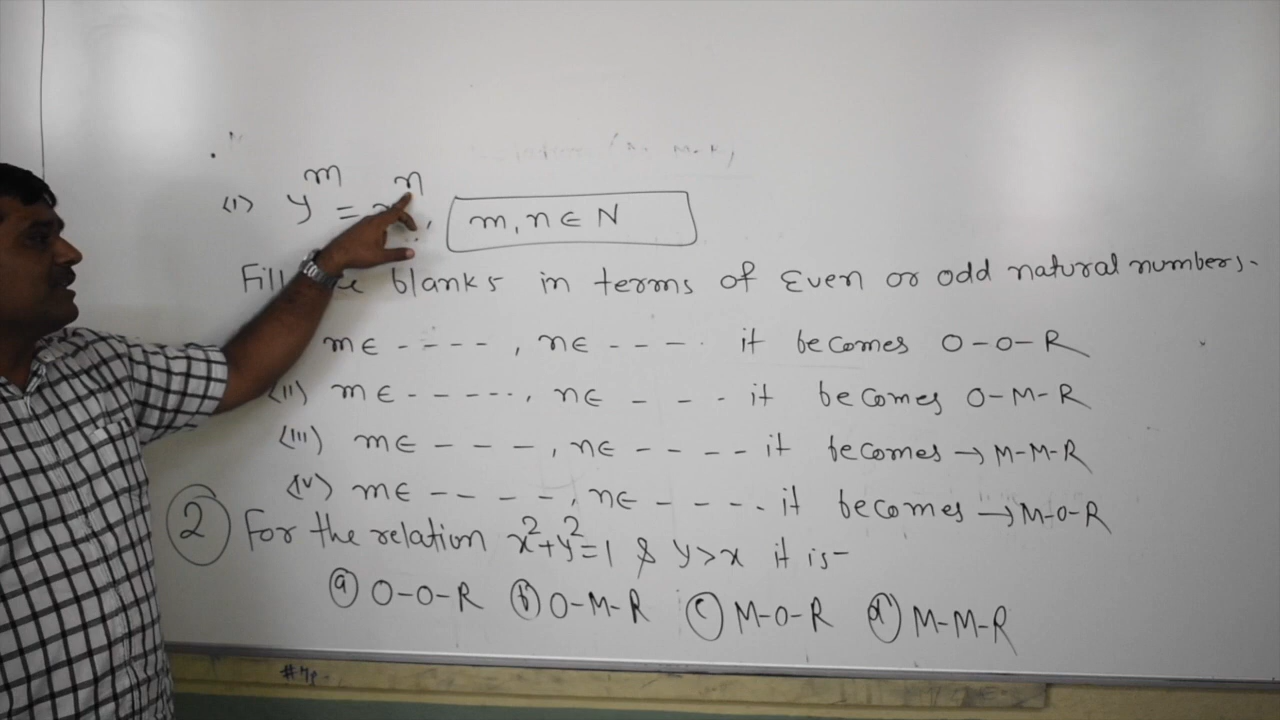 (1) y^m = x^n, m, n ∈ N
Fill blanks in terms of Even or odd natural numbers.
m ∈ - - - - - , n ∈ - - - - . it becomes O-O-R
(II) m ∈ - - - - - . , n ∈ - - - it becomes O-M-R
(III) m ∈ - - - - , n ∈ - - - - it becomes → M-M-R
(IV) m ∈ - - - - - , n ∈ - - - - . it becomes → M-O-R
2 For the relation x²+y²=1 & y>x it is-
(a) O-O-R (b) O-M-R (c) M-O-R (d) M-M-R